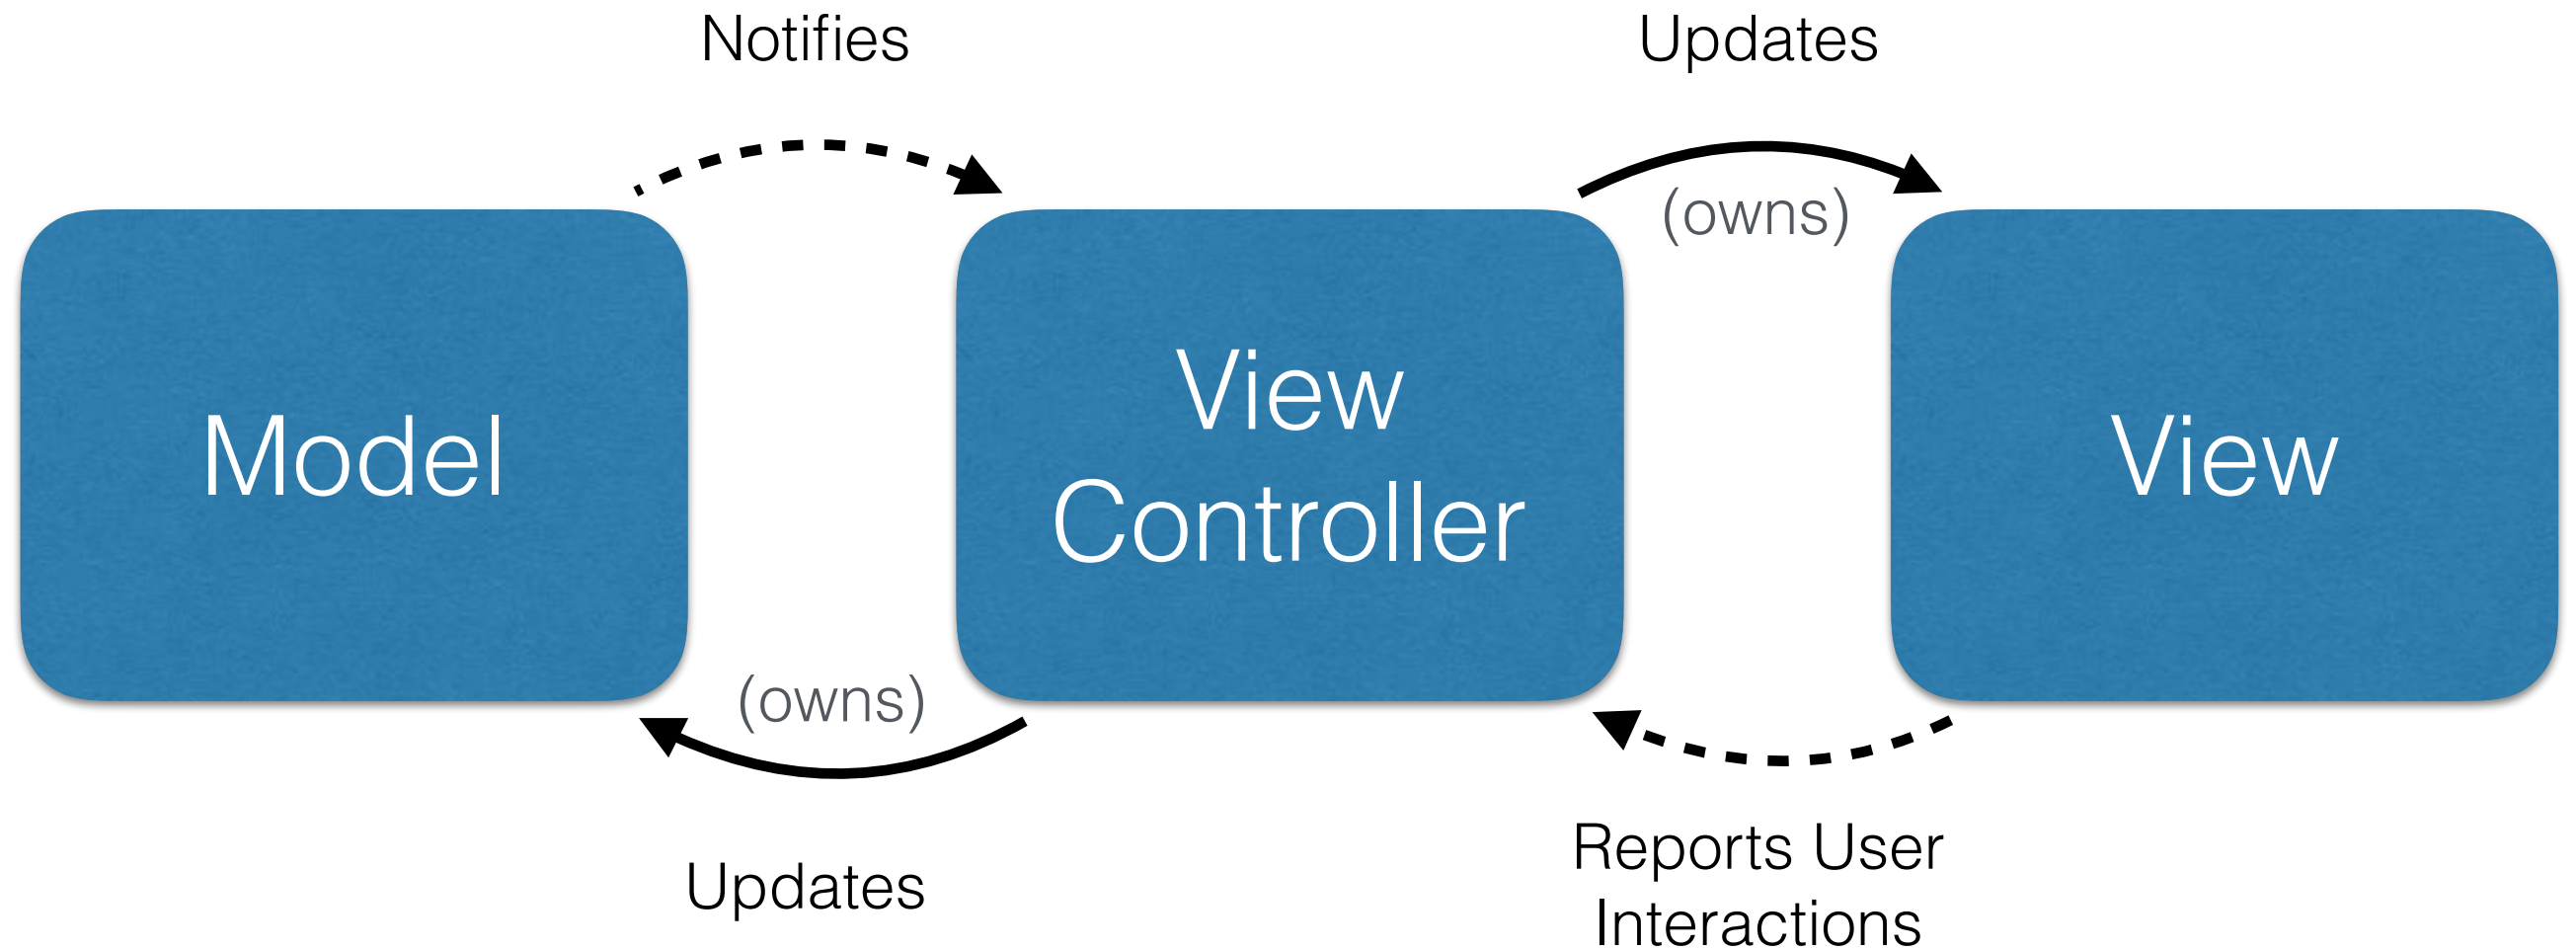 Notifies
Updates
(owns)
Model
View
Controller
View
(owns)
Updates
Reports User
Interactions